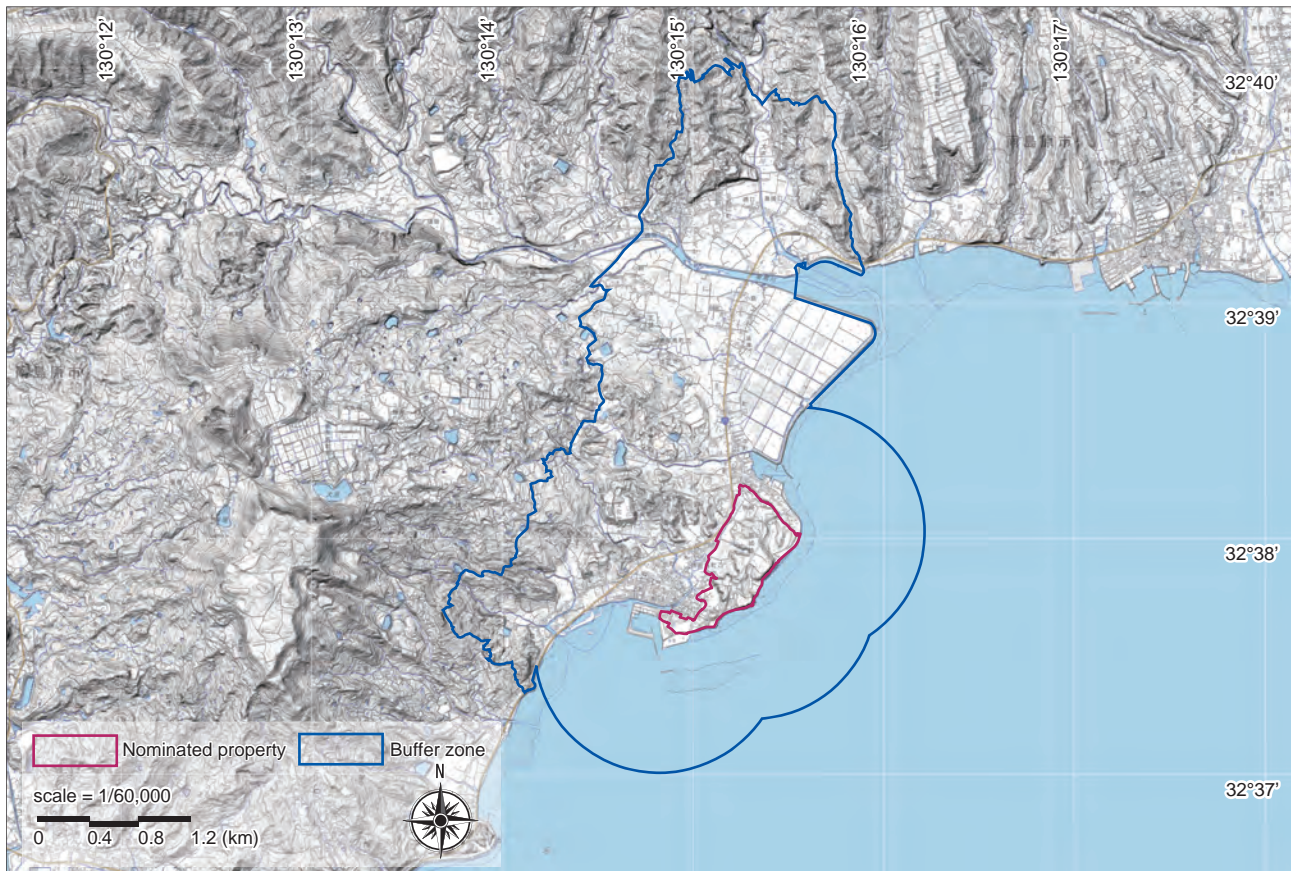 130°12'
130°13'
130°14'
130°15'
130°16'
130°17'
32°40'
32°39'
32°38'
32°37'
Nominated property
Buffer zone
scale = 1/60,000
N
0 0.4 0.8 1.2 (km)